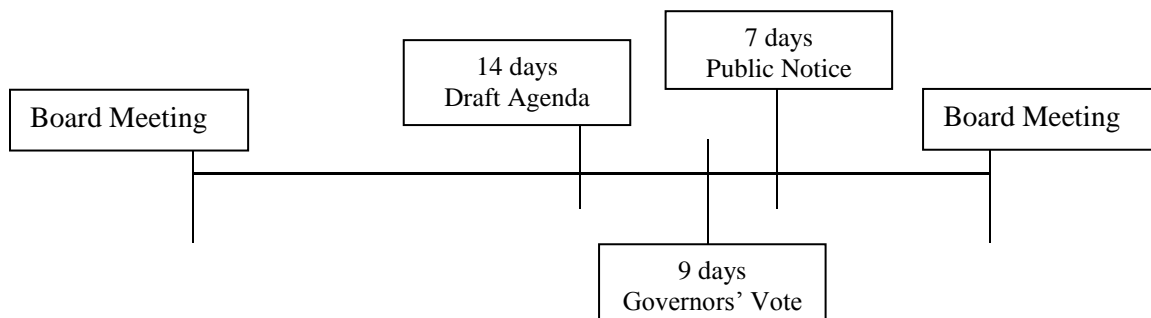 7 days
Public Notice
14 days
Draft Agenda
Board Meeting
Board Meeting
9 days
Governors’ Vote